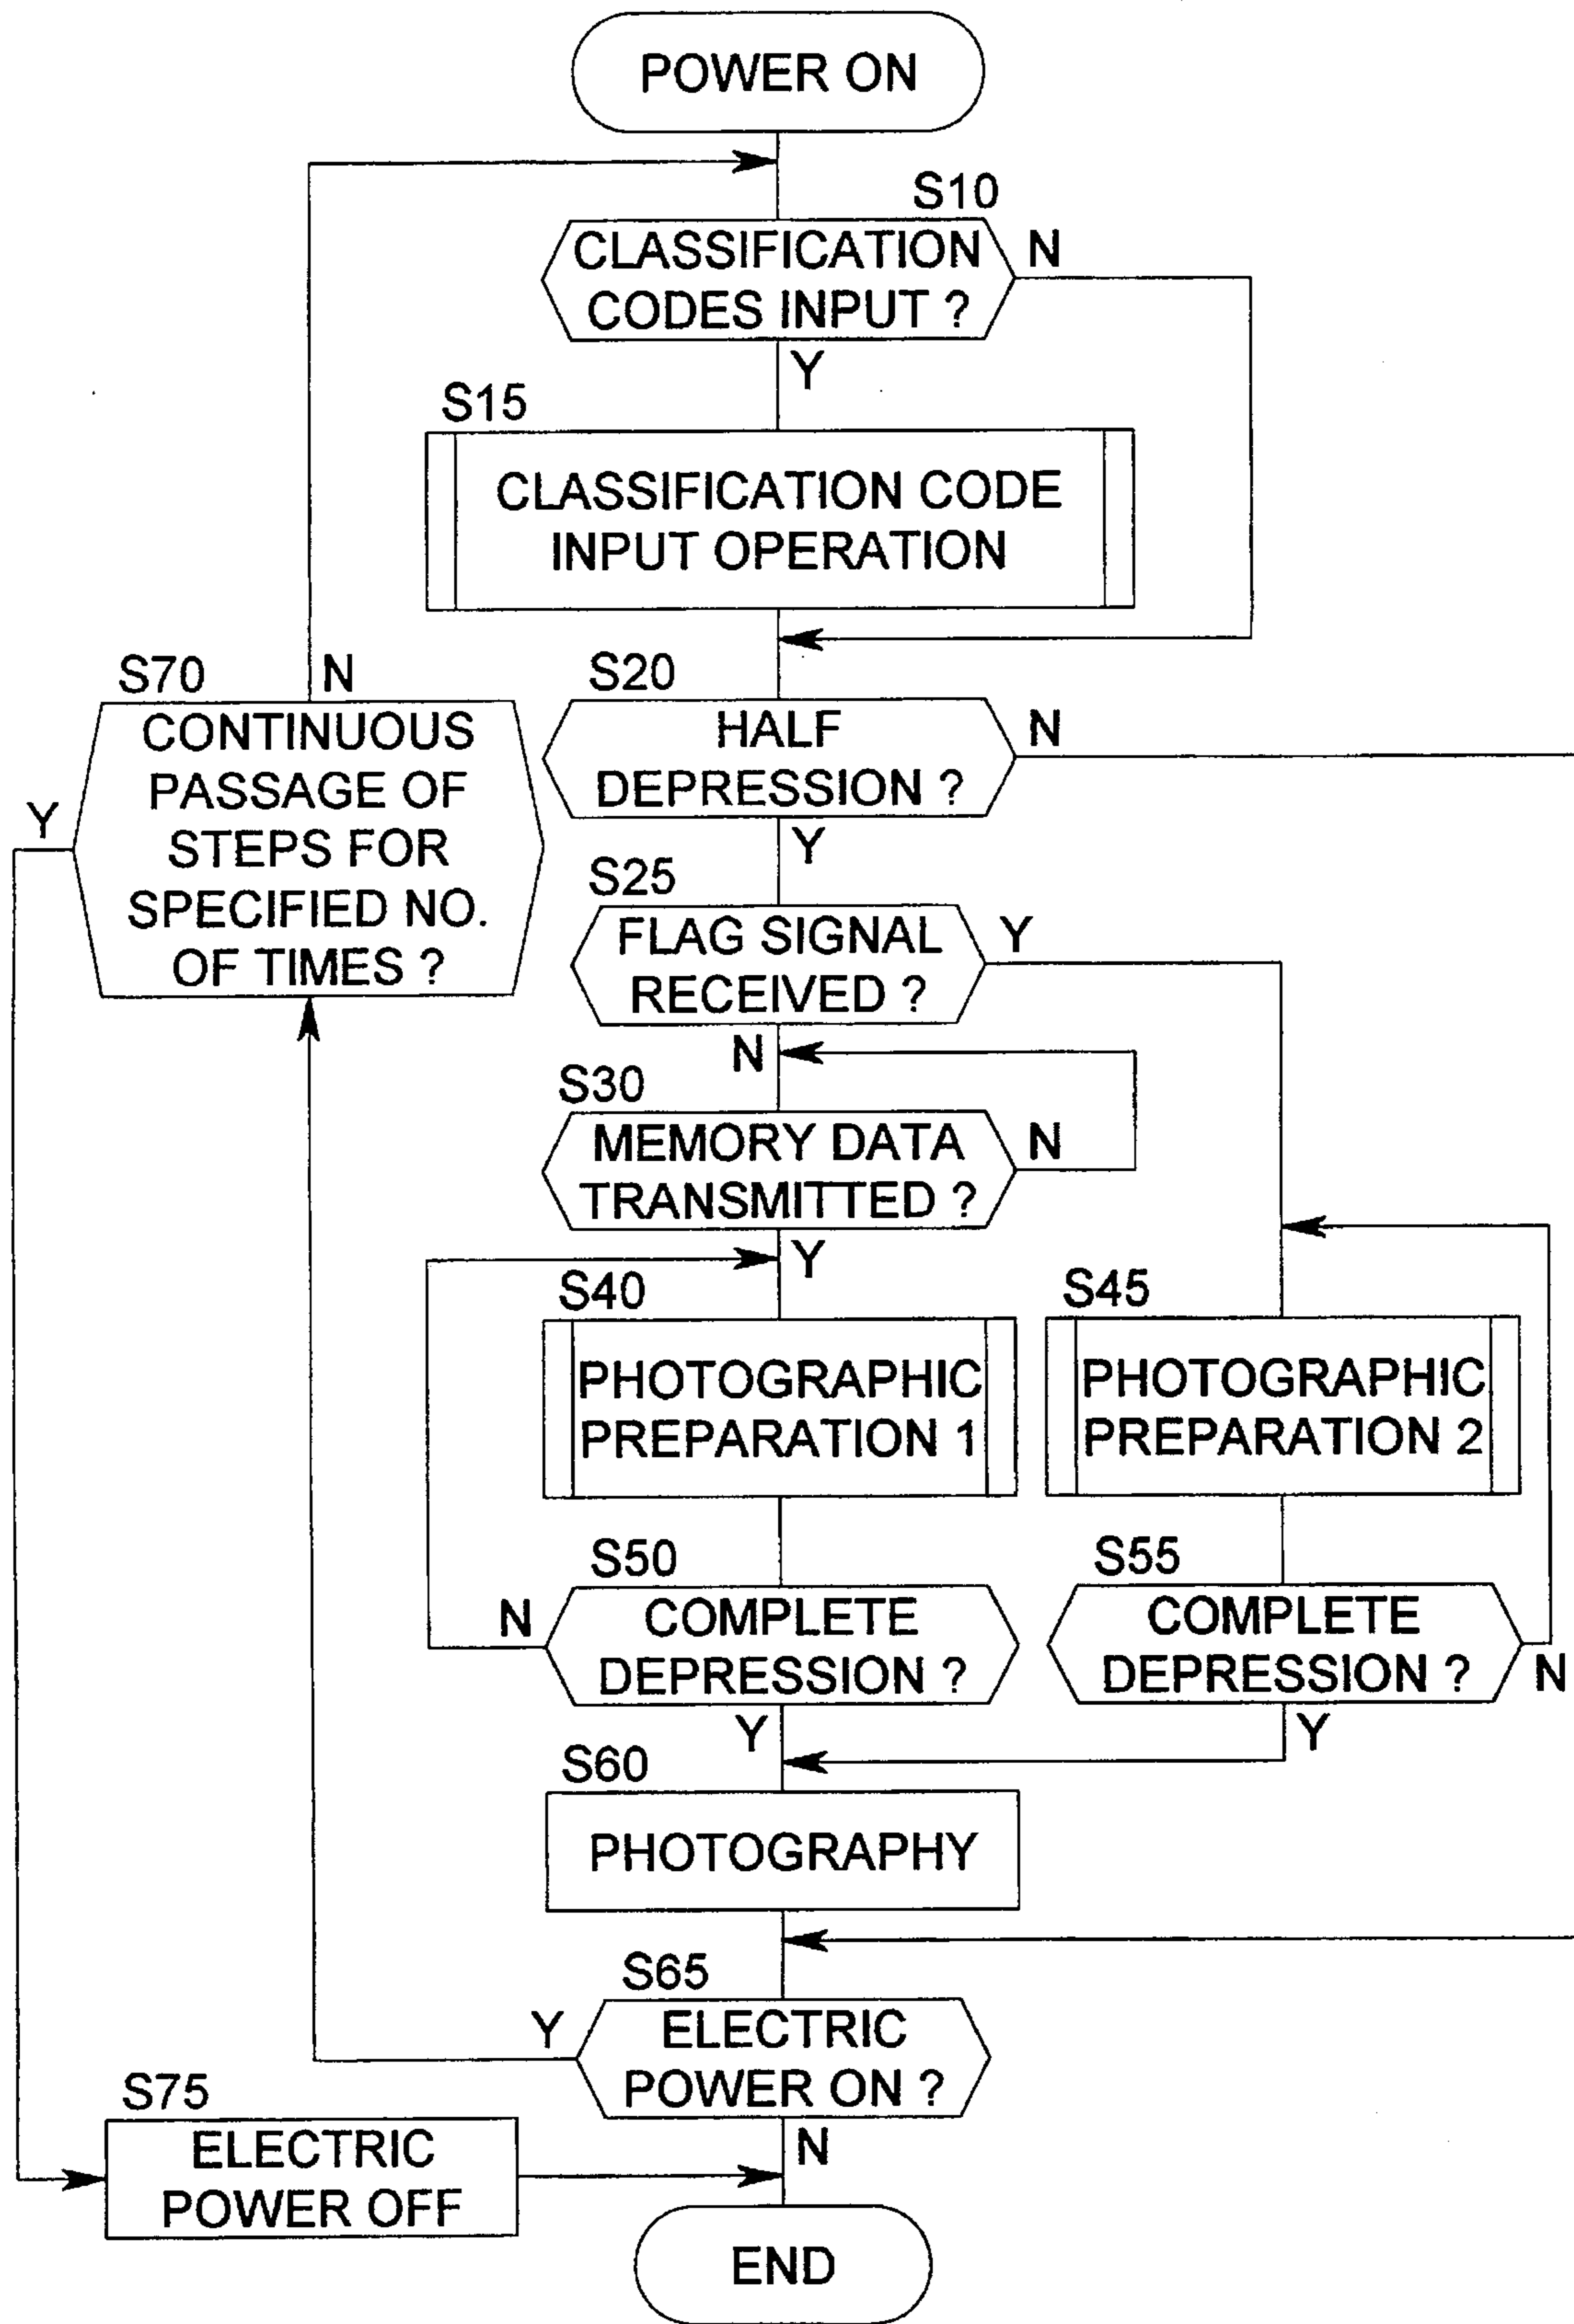 POWER ON
S10
CLASSIFICATION
CODES INPUT ?
N
Y
S15
CLASSIFICATION CODE
INPUT OPERATION
S70
N
CONTINUOUS
PASSAGE OF
STEPS FOR
SPECIFIED NO.
OF TIMES ?
Y
S20
HALF
DEPRESSION ?
N
Y
S25
FLAG SIGNAL
RECEIVED ?
Y
N
S30
MEMORY DATA
TRANSMITTED ?
N
Y
S40
PHOTOGRAPHIC
PREPARATION 1
S45
PHOTOGRAPHIC
PREPARATION 2
S50
COMPLETE
DEPRESSION ?
N
Y
S55
COMPLETE
DEPRESSION ?
N
Y
S60
PHOTOGRAPHY
S65
ELECTRIC
POWER ON ?
Y
N
S75
ELECTRIC
POWER OFF
END